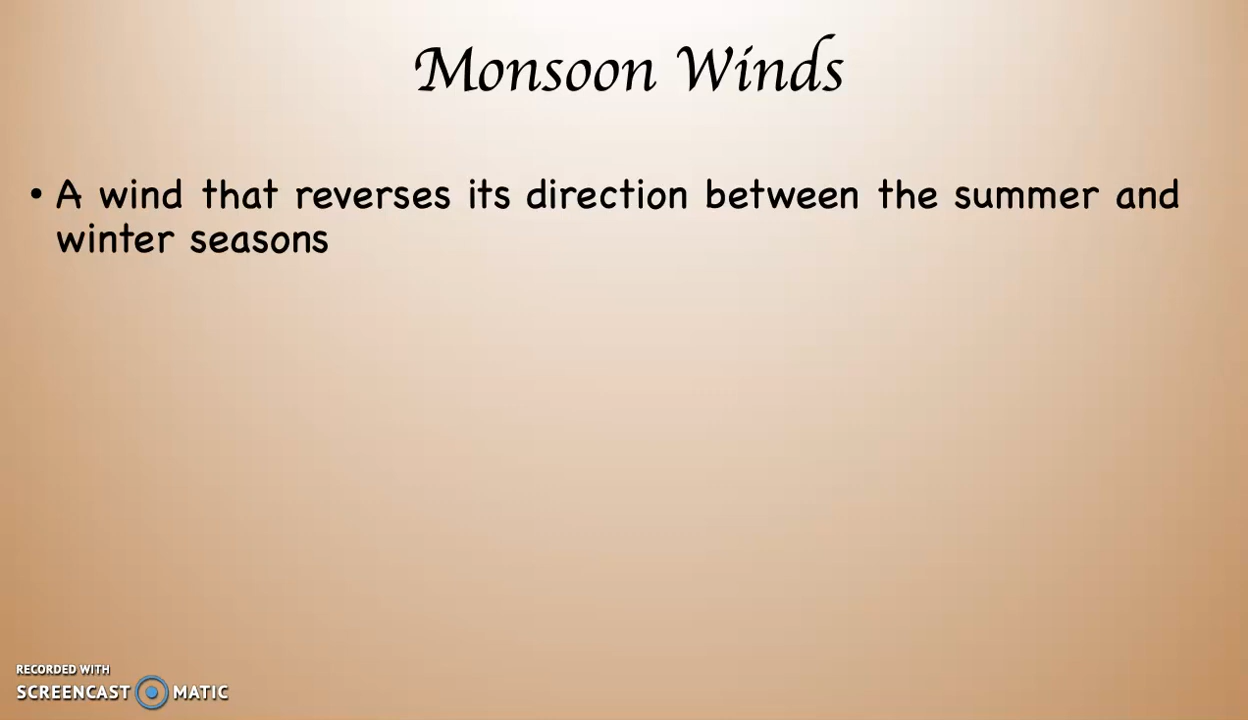 Monsoon Winds
• A wind that reverses its direction between the summer and
winter seasons
RECORDED WITH
SCREENCAST MATIC